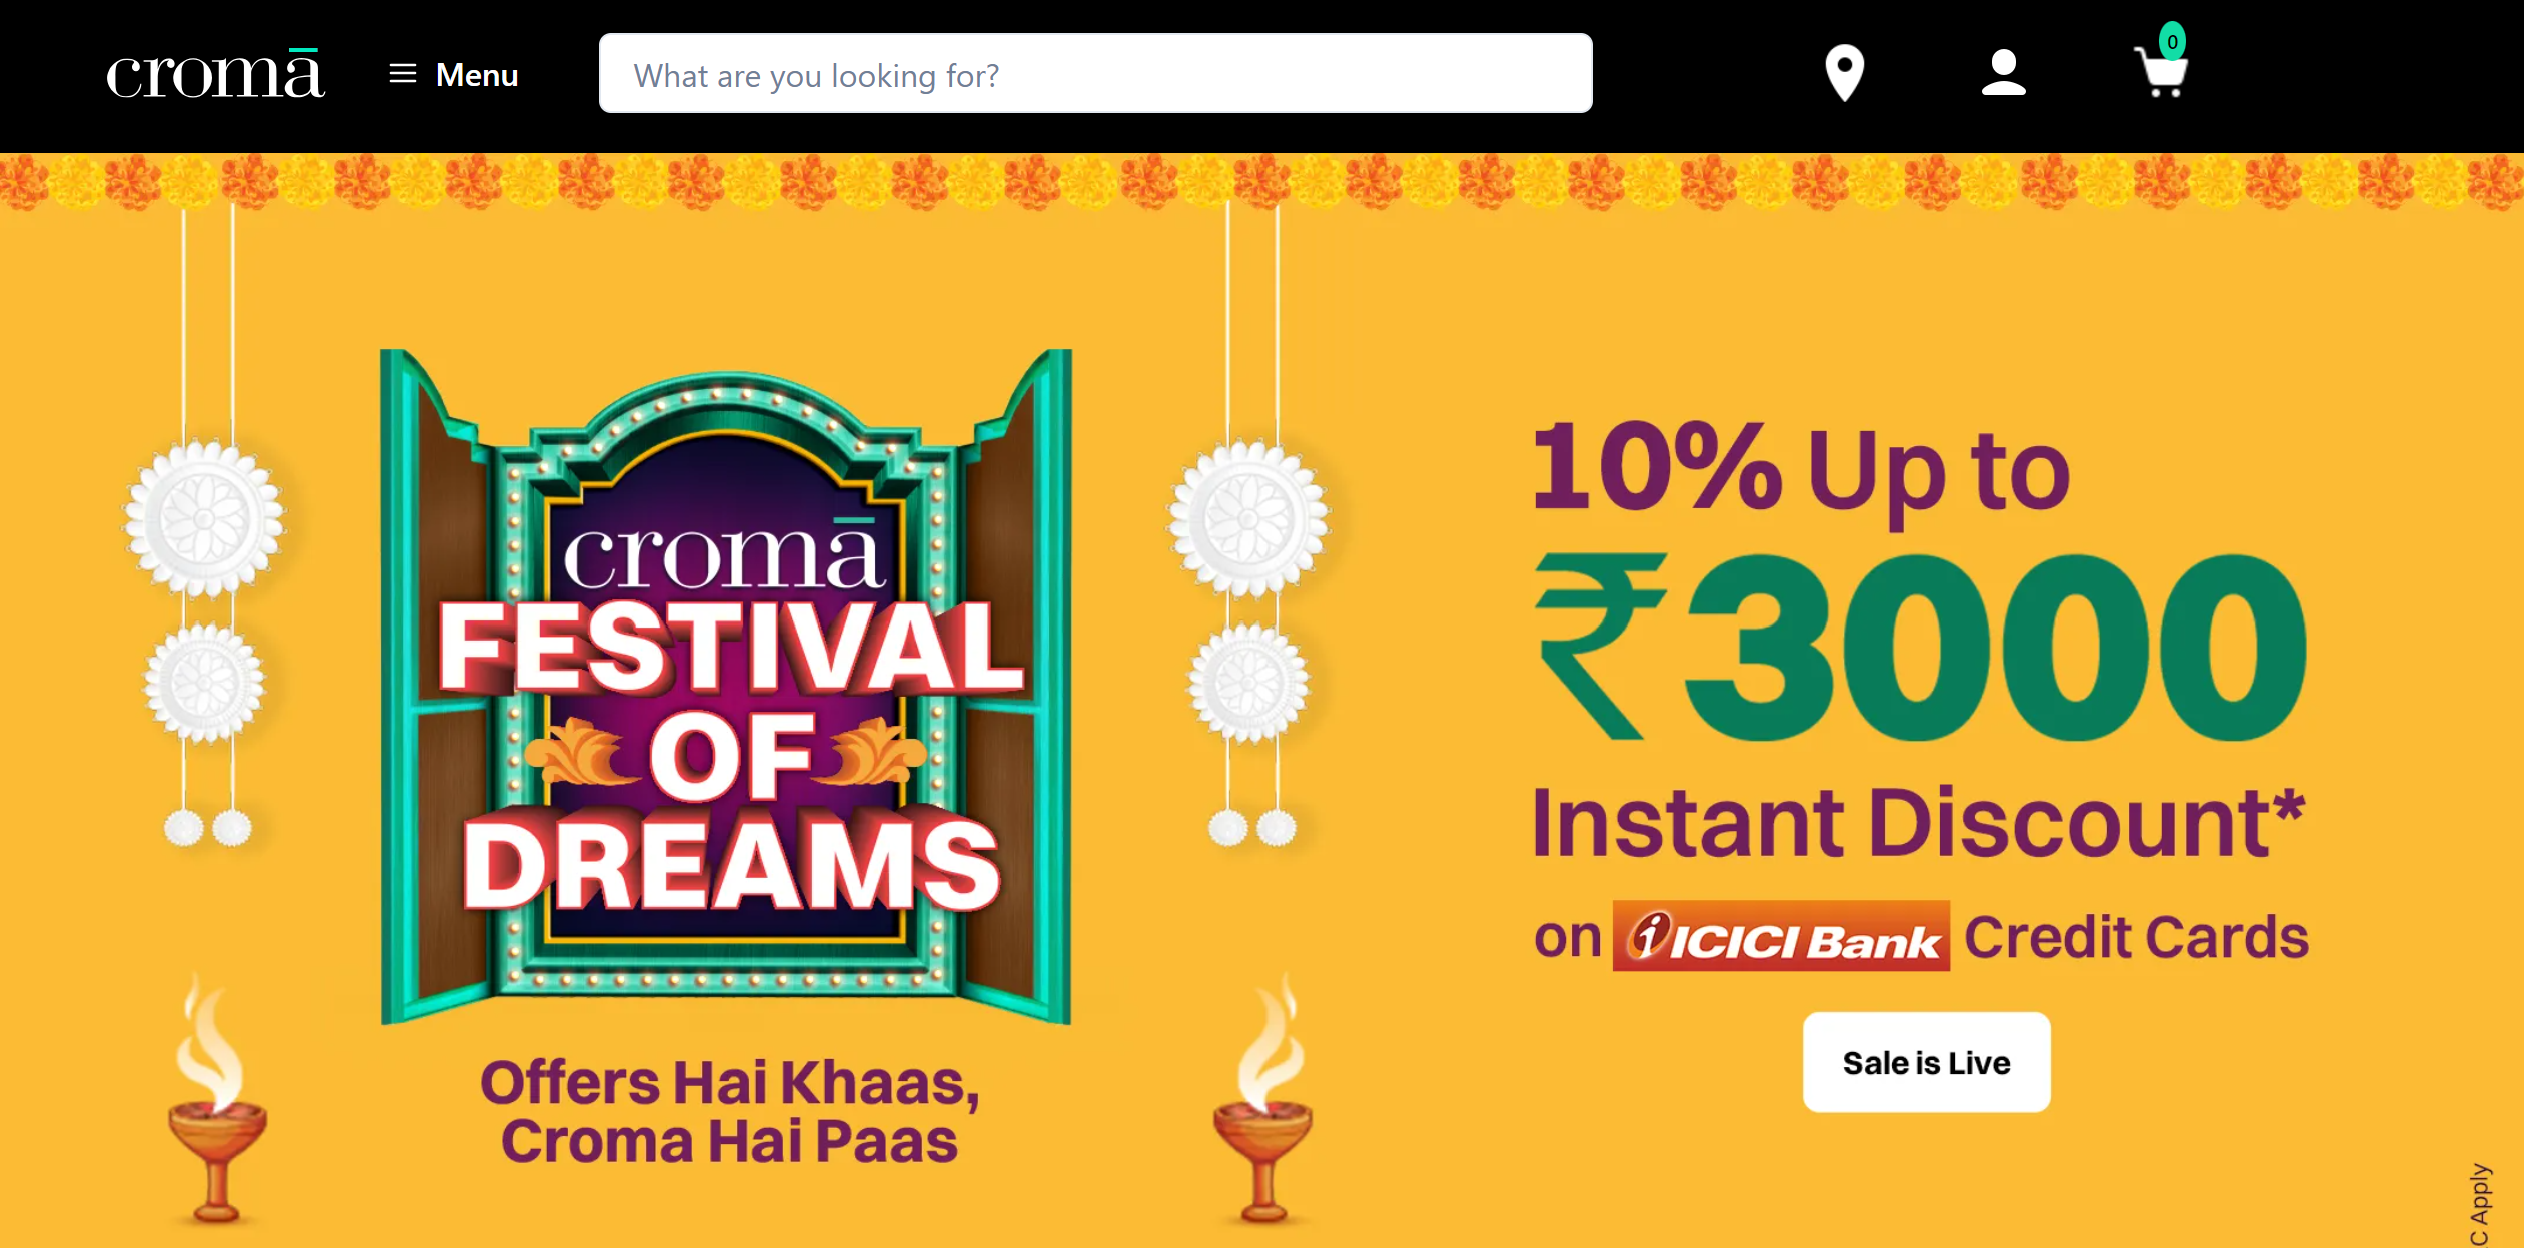 cromā
Menu
What are you looking for?
0
cromā
FESTIVAL
OF
DREAMS
Offers Hai Khaas,
Croma Hai Paas
10% Up to
₹3000
Instant Discount*
on ICICI Bank Credit Cards
Sale is Live
C Apply